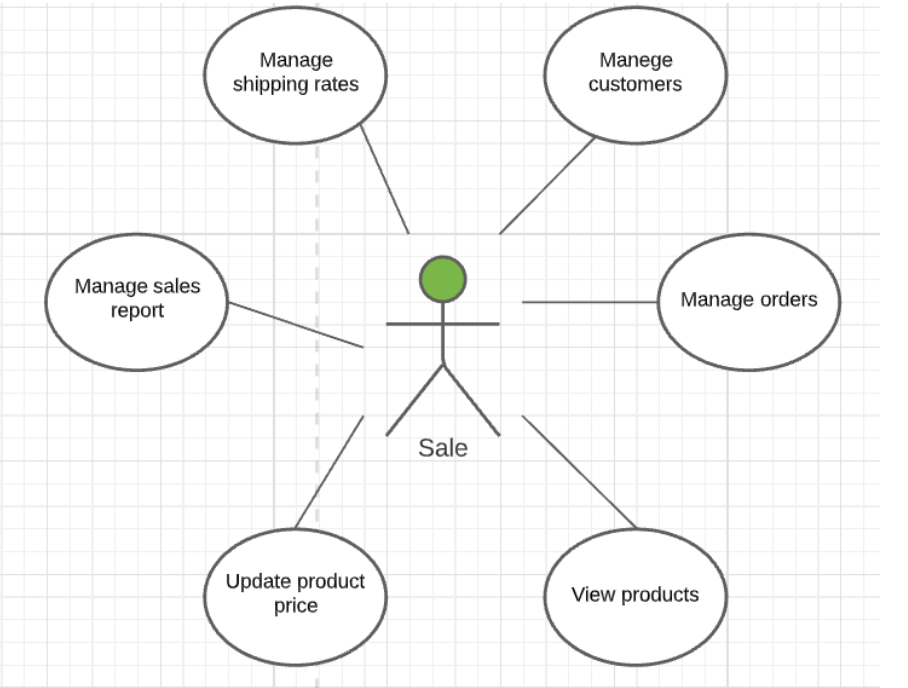 Manage
shipping rates
Manege
customers
Manage sales
report
Manage orders
Sale
Update product
price
View products